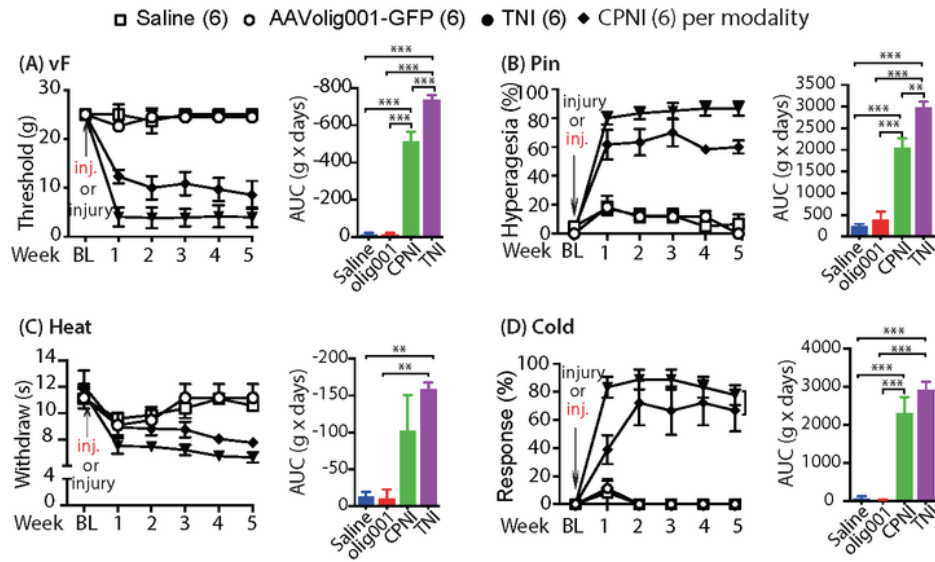 □ Saline (6) ○ AAVolig001-GFP (6) ● TNI (6) ◆ CPNI (6) per modality
(A) vF
Threshold (g)
30
20
10
0
inj.
or
injury
Week BL 1 2 3 4 5
AUC (g x days)
-800
-600
-400
-200
0
***
***
***
***
***
Saline
olig001
CPNI
TNI
(B) Pin
Hyperagesia (%)
100
80
60
40
20
0
injury
or
inj.
Week BL 1 2 3 4 5
AUC (g x days)
3500
3000
2500
2000
1500
1000
500
0
***
***
**
***
***
Saline
olig001
CPNI
TNI
(C) Heat
Withdraw (s)
14
12
10
8
4
0
inj.
or
injury
Week BL 1 2 3 4 5
AUC (g x days)
-200
-150
-100
-50
0
**
**
Saline
olig001
CPNI
TNI
(D) Cold
Response (%)
100
80
60
40
20
0
injury
or
inj.
Week BL 1 2 3 4 5
AUC (g x days)
4000
3000
2000
1000
0
***
***
***
***
Saline
olig001
CPNI
TNI